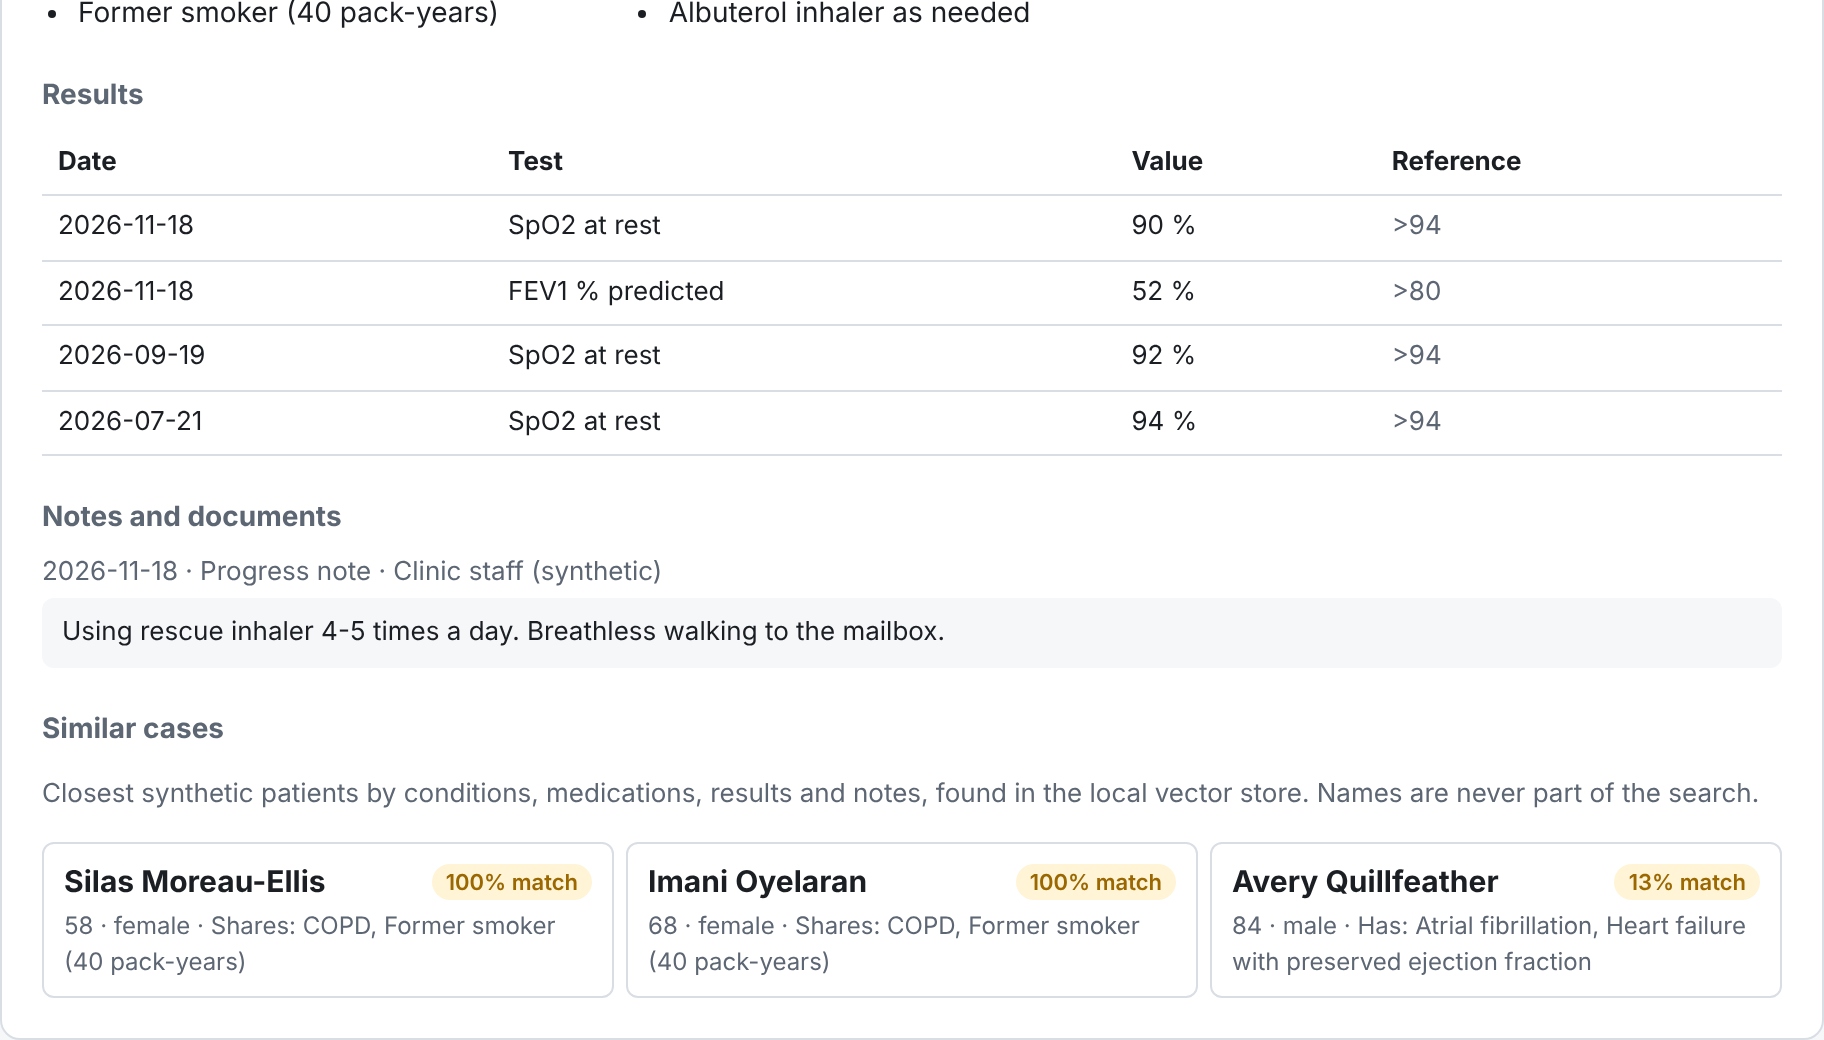 • Former smoker (40 pack-years)
• Albuterol inhaler as needed
Results
Date Test Value Reference
2026-11-18 SpO2 at rest 90 % >94
2026-11-18 FEV1 % predicted 52 % >80
2026-09-19 SpO2 at rest 92 % >94
2026-07-21 SpO2 at rest 94 % >94
Notes and documents
2026-11-18 · Progress note · Clinic staff (synthetic)
Using rescue inhaler 4-5 times a day. Breathless walking to the mailbox.
Similar cases
Closest synthetic patients by conditions, medications, results and notes, found in the local vector store. Names are never part of the search.
Silas Moreau-Ellis 100% match
58 · female · Shares: COPD, Former smoker
(40 pack-years)
Imani Oyelaran 100% match
68 · female · Shares: COPD, Former smoker
(40 pack-years)
Avery Quillfeather 13% match
84 · male · Has: Atrial fibrillation, Heart failure
with preserved ejection fraction